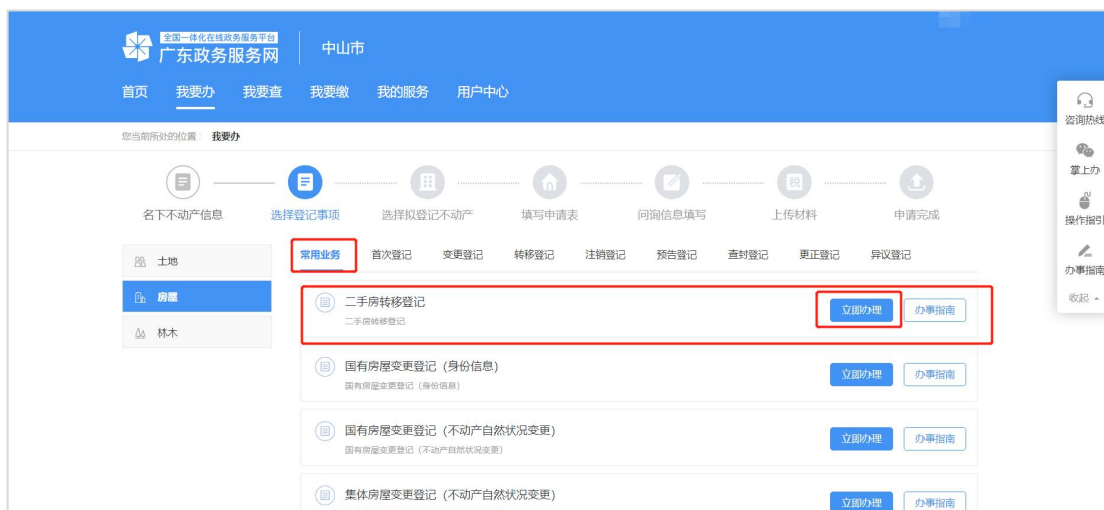 全国一体化在线政务服务平台
广东政务服务网
中山市
首页 我要办 我要查 我要缴 我的服务 用户中心
您当前所处的位置: 我要办
名下不动产信息 选择登记事项 选择拟登记不动产 填写申请表 问询信息填写 税 上传材料 申请完成
土地
房屋
林木
常用业务 首次登记 变更登记 转移登记 注销登记 预告登记 查封登记 更正登记 异议登记
二手房转移登记
二手房转移登记
立即办理 办事指南
国有房屋变更登记（身份信息）
国有房屋变更登记（身份信息）
立即办理 办事指南
国有房屋变更登记（不动产自然状况变更）
国有房屋变更登记（不动产自然状况变更）
立即办理 办事指南
集体房屋变更登记（不动产自然状况变更）
立即办理 办事指南
咨询热线
掌上办
操作指引
办事指南
收起